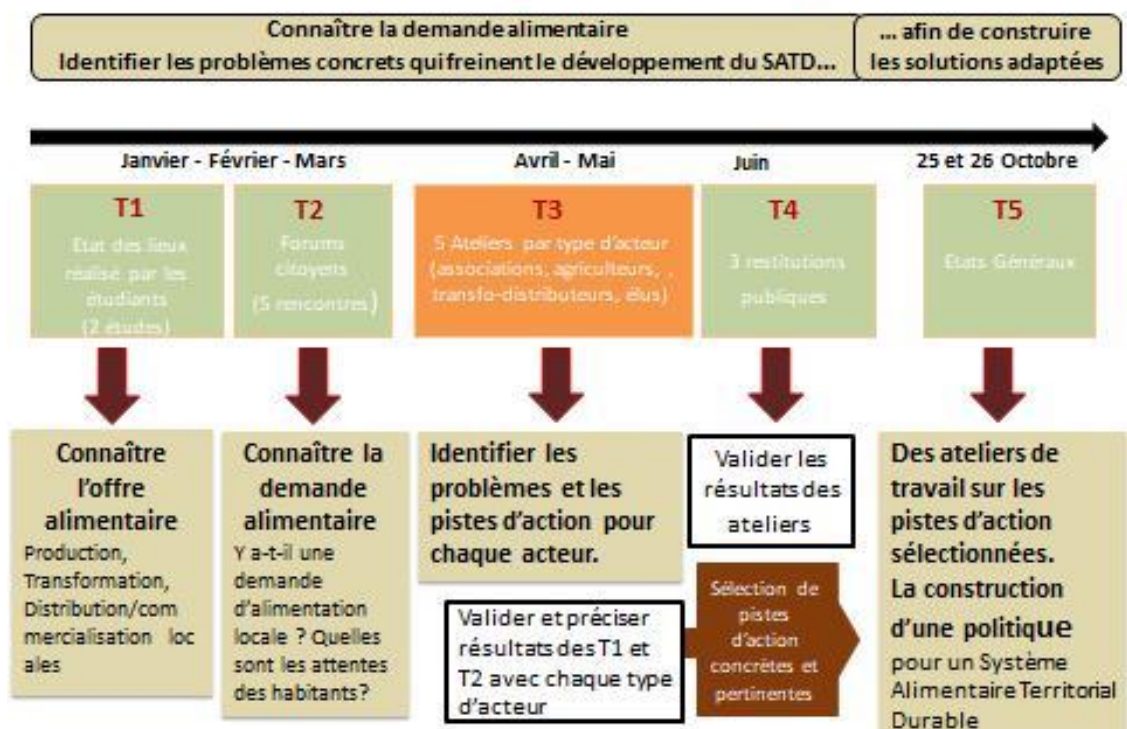 Connaître la demande alimentaire
Identifier les problèmes concrets qui freinent le développement du SATD...
... afin de construire
les solutions adaptées
Janvier - Février - Mars
Avril - Mai
Juin
25 et 26 Octobre
T1
Etat des lieux
réalisé par les
étudiants
(2 études)
T2
Forums
citoyens
(5 rencontres)
T3
5 Ateliers par type d'acteur
(associations, agriculteurs, .
transfo-distributeurs, élus)
T4
3 restitutions
publiques
T5
Etats Généraux
Connaître
l'offre
alimentaire
Production,
Transformation,
Distribution/com
mercialisation loc
ales
Connaître la
demande
alimentaire
Y a-t-il une
demande
d'alimentation
locale ? Quelles
sont les attentes
des habitants?
Identifier les
problèmes et les
pistes d'action pour
chaque acteur.
Valider et préciser
résultats des T1 et
T2 avec chaque type
d'acteur
Valider les
résultats des
ateliers
Sélection de
pistes
d'action
concrètes et
pertinentes
Des ateliers de
travail sur les
pistes d'action
sélectionnées.
La construction
d'une politique
pour un Système
Alimentaire Territorial
Durable